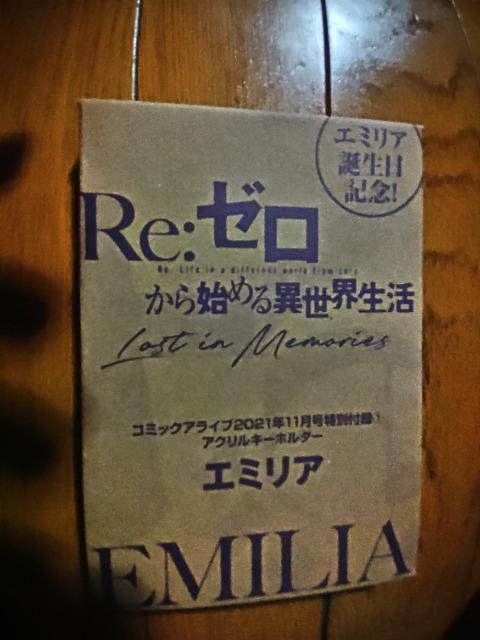 エミリア
誕生日
記念!
Re:ゼロ
Re: Life in a different world from zero
から始める異世界生活
Lost in Memories
コミックアライブ2021年11月号特別付録
アクリルキーホルダー
エミリア
EMILIA